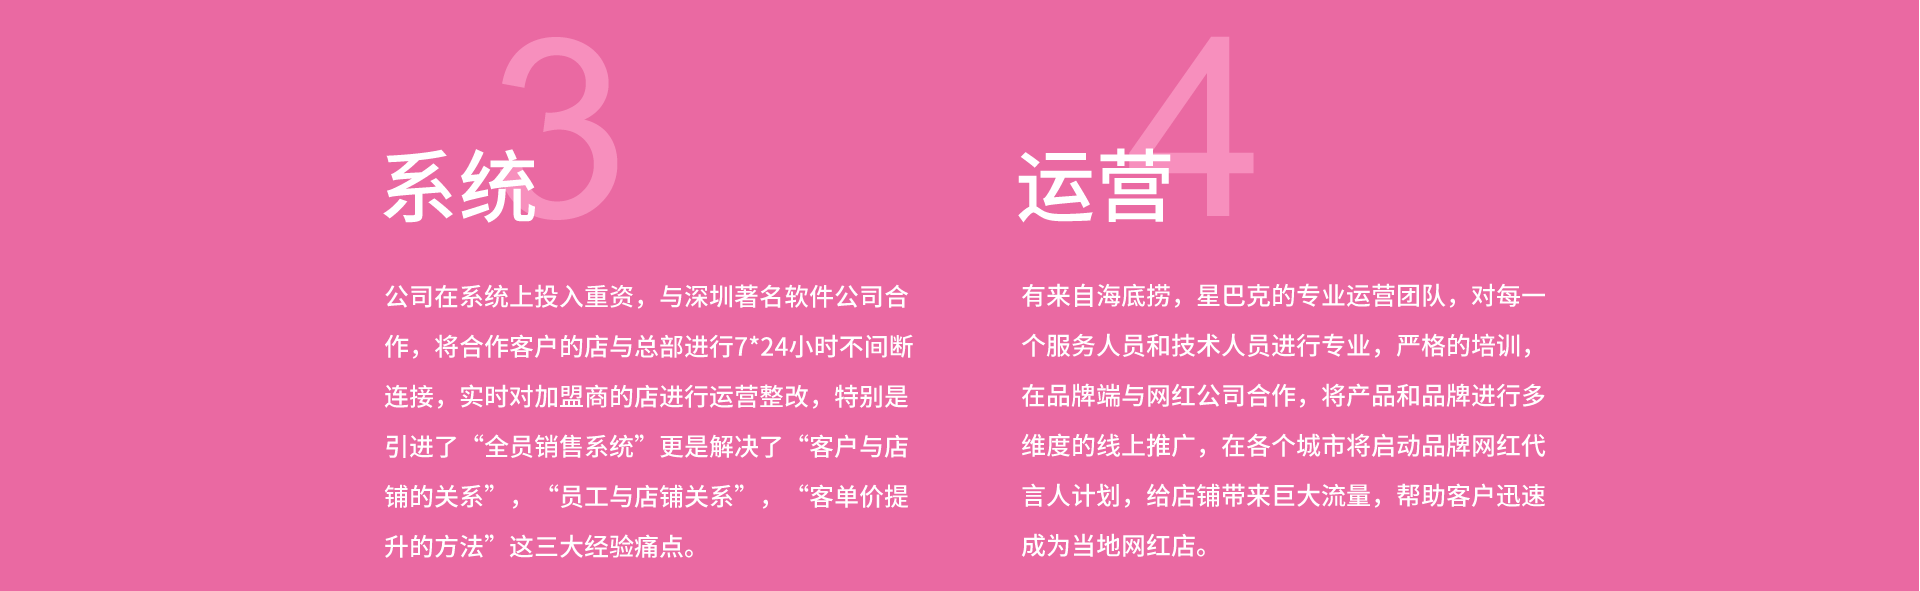 3
系统
公司在系统上投入重资，与深圳著名软件公司合
作，将合作客户的店与总部进行7*24小时不间断
连接，实时对加盟商的店进行运营整改，特别是
引进了“全员销售系统”更是解决了“客户与店
铺的关系”，“员工与店铺关系”，“客单价提
升的方法”这三大经验痛点。
4
运营
有来自海底捞，星巴克的专业运营团队，对每一
个服务人员和技术人员进行专业，严格的培训，
在品牌端与网红公司合作，将产品和品牌进行多
维度的线上推广，在各个城市将启动品牌网红代
言人计划，给店铺带来巨大流量，帮助客户迅速
成为当地网红店。